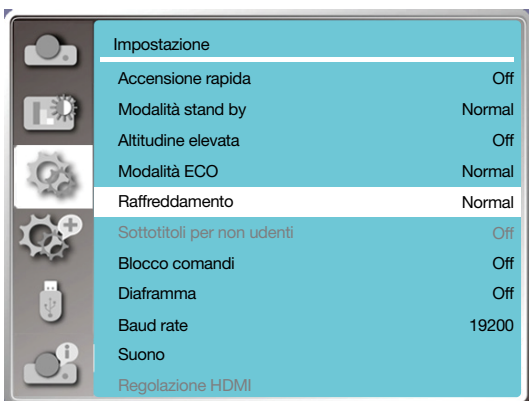 Impostazione
Accensione rapida Off
Modalità stand by Normal
Altitudine elevata Off
Modalità ECO Normal
Raffreddamento Normal
Sottotitoli per non udenti Off
Blocco comandi Off
Diaframma Off
Baud rate 19200
Suono
Regolazione HDMI